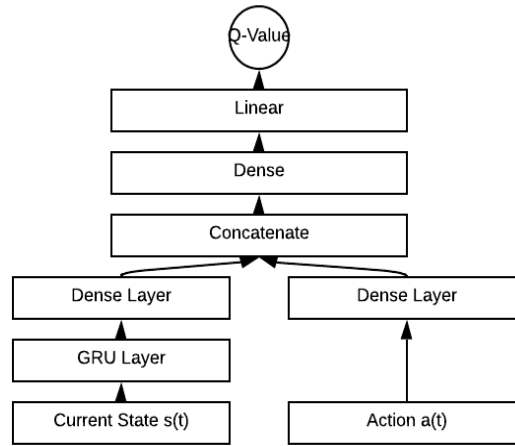 Q-Value
Linear
Dense
Concatenate
Dense Layer
Dense Layer
GRU Layer
Current State s(t)
Action a(t)